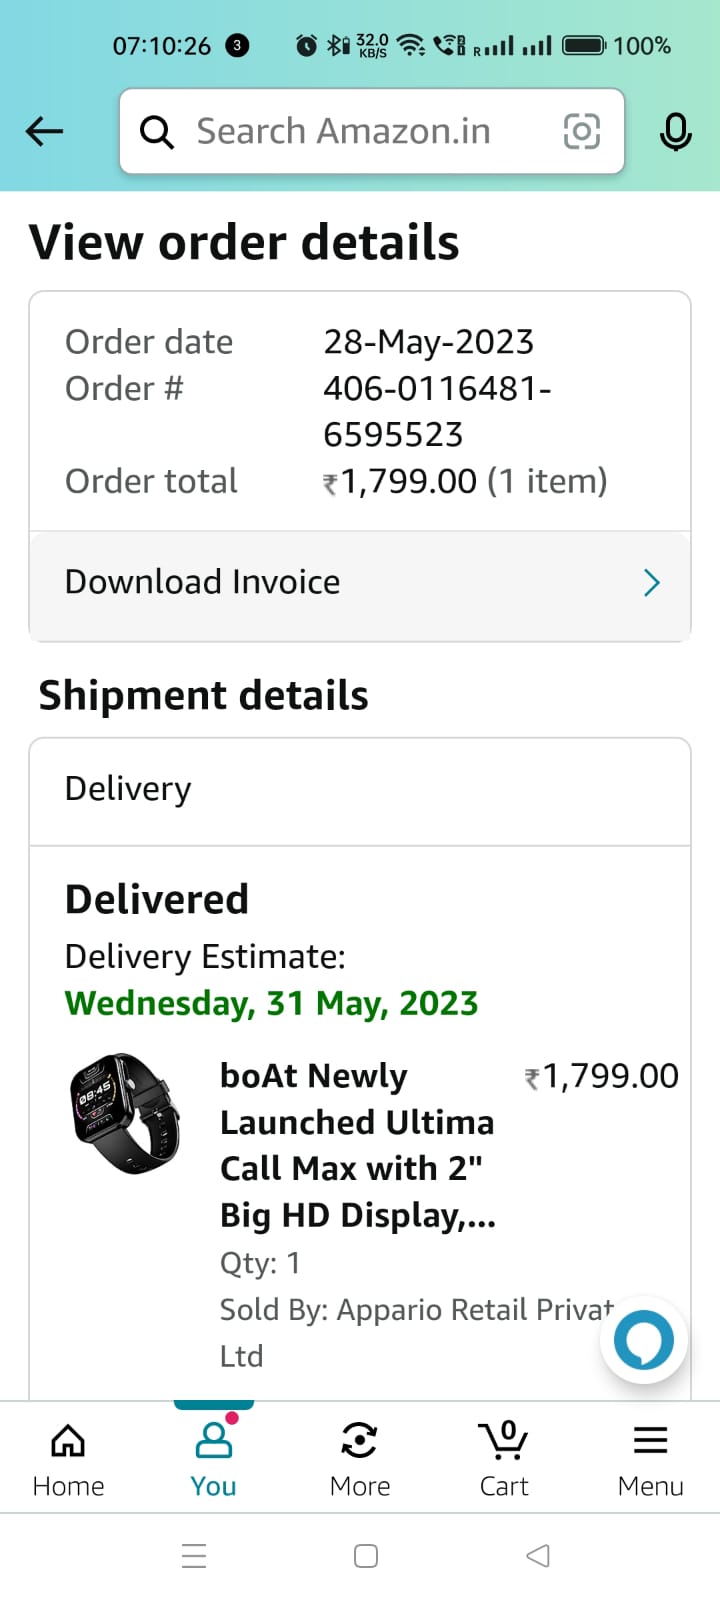 07:10:26 3 32.0 KB/S R 100%
Search Amazon.in
View order details
Order date 28-May-2023
Order # 406-0116481-
6595523
Order total ₹1,799.00 (1 item)
Download Invoice
Shipment details
Delivery
Delivered
Delivery Estimate:
Wednesday, 31 May, 2023
08:45
boAt Newly ₹1,799.00
Launched Ultima
Call Max with 2"
Big HD Display,...
Qty: 1
Sold By: Appario Retail Privat
Ltd
0
Home You More Cart Menu